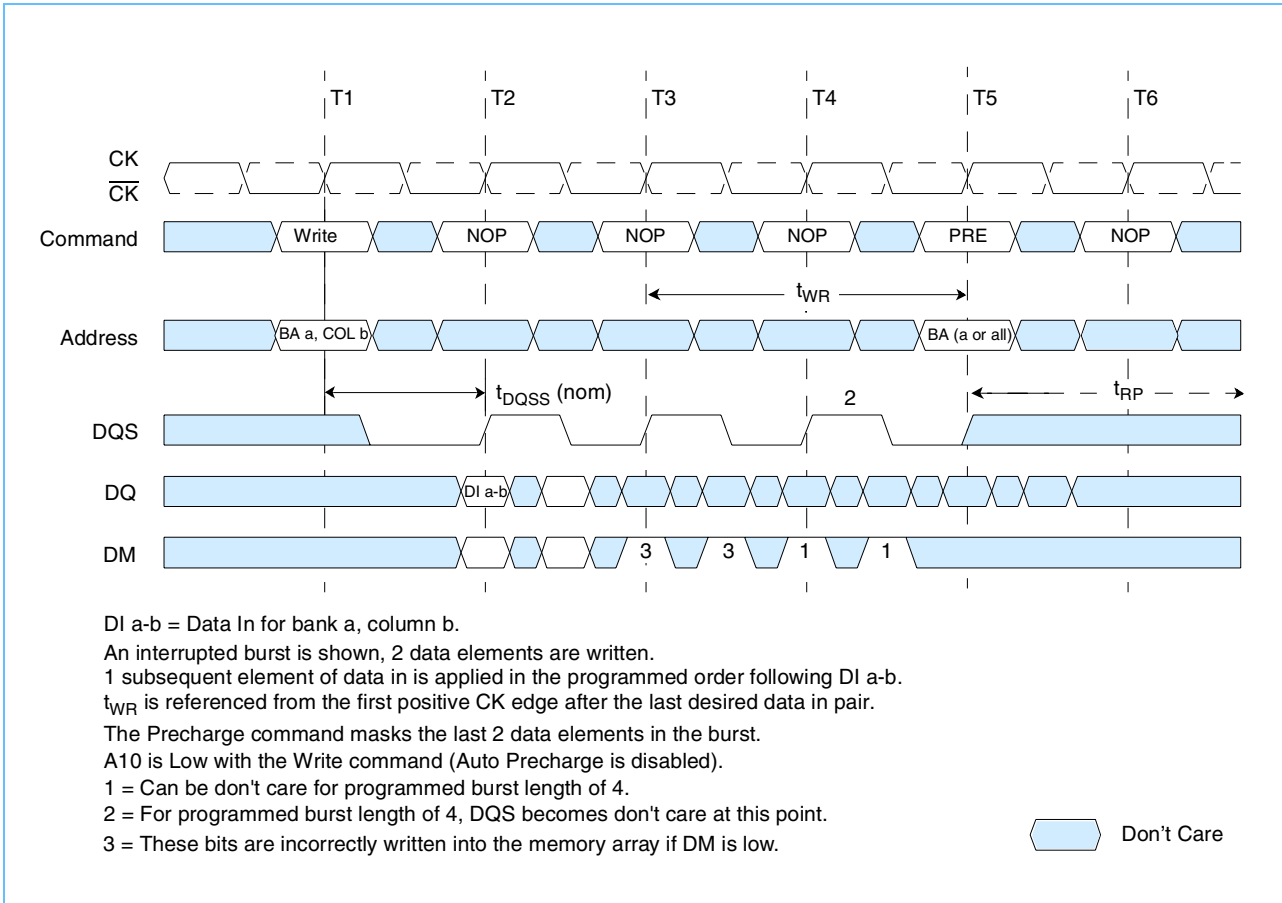 T1 T2 T3 T4 T5 T6
CK
CK
Command Write NOP NOP NOP PRE NOP
tWR
Address BA a, COL b BA (a or all)
tDQSS (nom) 2 tRP
DQS
DQ DI a-b
DM 3 3 1 1
DI a-b = Data In for bank a, column b.
An interrupted burst is shown, 2 data elements are written.
1 subsequent element of data in is applied in the programmed order following DI a-b.
tWR is referenced from the first positive CK edge after the last desired data in pair.
The Precharge command masks the last 2 data elements in the burst.
A10 is Low with the Write command (Auto Precharge is disabled).
1 = Can be don't care for programmed burst length of 4.
2 = For programmed burst length of 4, DQS becomes don't care at this point.
3 = These bits are incorrectly written into the memory array if DM is low.
Don't Care